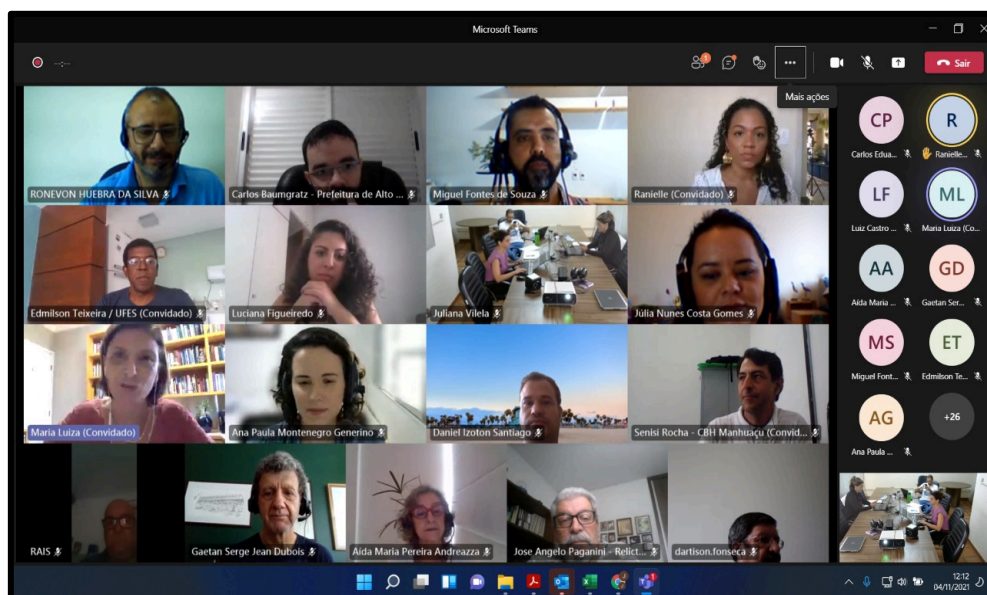 Microsoft Teams
--:--
1
Sair
Mais ações
RONEVON HUEBRA DA SILVA
Carlos Baumgratz - Prefeitura de Alto ...
Miguel Fontes de Souza
Ranielle (Convidado)
Edmilson Teixeira / UFES (Convidado)
Luciana Figueiredo
Juliana Vilela
Júlia Nunes Costa Gomes
Maria Luiza (Convidado)
Ana Paula Montenegro Generino
Daniel Izoton Santiago
Senisi Rocha - CBH Manhuaçu (Convid...
RAIS
Gaetan Serge Jean Dubois
Aída Maria Pereira Andreazza
Jose Angelo Paganini - Relict...
dartison.fonseca
CP
R
Carlos Edua...
Ranielle...
LF
ML
Luiz Castro ...
Maria Luiza (Co...
AA
GD
Aída Maria ...
Gaetan Ser...
MS
ET
Miguel Font...
Edmilson Te...
AG
+26
Ana Paula ...
12:12
04/11/2021